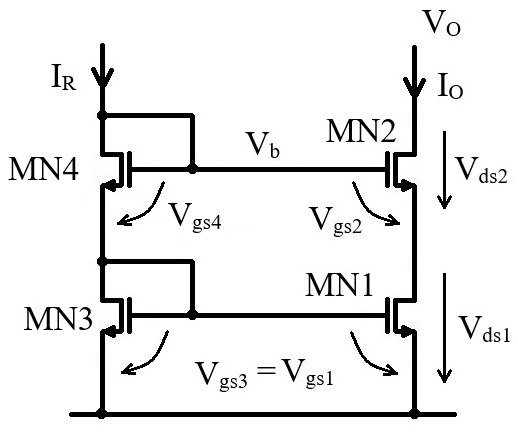 V_O
I_R
I_O
MN2
V_b
MN4
V_ds2
V_gs4
V_gs2
MN1
MN3
V_ds1
V_gs3 = V_gs1